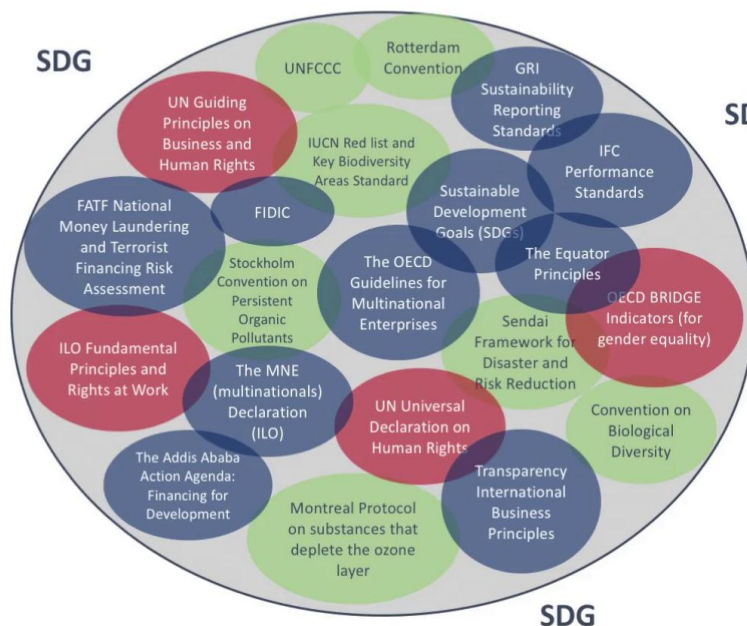 SDG
UNFCCC
Rotterdam
Convention
GRI
Sustainability
Reporting
Standards
UN Guiding
Principles on
Business and
Human Rights
IUCN Red list and
Key Biodiversity
Areas Standard
IFC
Performance
Standards
FATF National
Money Laundering
and Terrorist
Financing Risk
Assessment
FIDIC
Sustainable
Development
Goals (SDGs)
The Equator
Principles
Stockholm
Convention on
Persistent
Organic
Pollutants
The OECD
Guidelines for
Multinational
Enterprises
OECD BRIDGE
Indicators (for
gender equality)
Sendai
Framework for
Disaster and
Risk Reduction
ILO Fundamental
Principles and
Rights at Work
The MNE
(multinationals)
Declaration
(ILO)
UN Universal
Declaration on
Human Rights
Convention on
Biological
Diversity
The Addis Ababa
Action Agenda:
Financing for
Development
Transparency
International
Business
Principles
Montreal Protocol
on substances that
deplete the ozone
layer
SDG